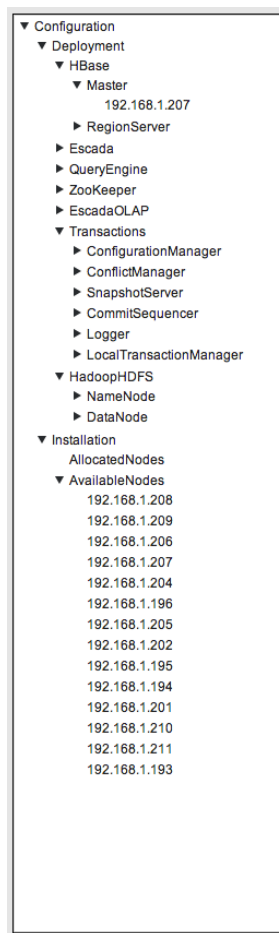 Configuration
Deployment
HBase
Master
192.168.1.207
RegionServer
Escada
QueryEngine
ZooKeeper
EscadaOLAP
Transactions
ConfigurationManager
ConflictManager
SnapshotServer
CommitSequencer
Logger
LocalTransactionManager
HadoopHDFS
NameNode
DataNode
Installation
AllocatedNodes
AvailableNodes
192.168.1.208
192.168.1.209
192.168.1.206
192.168.1.207
192.168.1.204
192.168.1.196
192.168.1.205
192.168.1.202
192.168.1.195
192.168.1.194
192.168.1.201
192.168.1.210
192.168.1.211
192.168.1.193